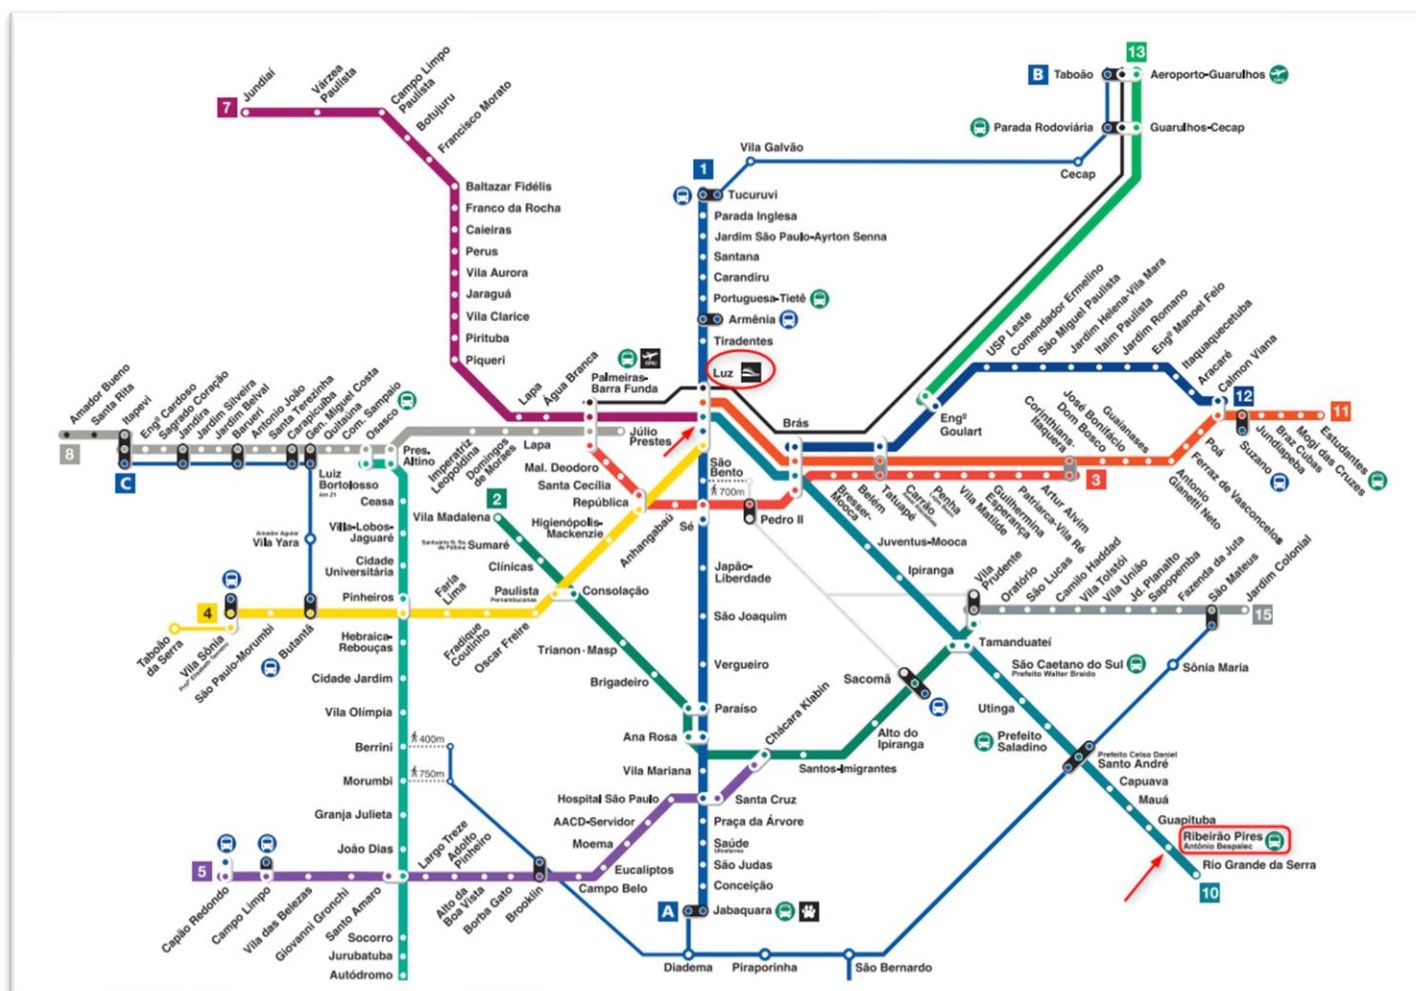 13
B
Taboão
Aeroporto-Guarulhos
Parada Rodoviária
Guarulhos-Cecap
Vila Galvão
Cecap
7
Jundiaí
Várzea
Paulista
Campo Limpo
Paulista
Botujuru
Francisco Morato
Baltazar Fidélis
Franco da Rocha
Caieiras
Perus
Vila Aurora
Jaraguá
Vila Clarice
Pirituba
Piqueri
1
Tucuruvi
Parada Inglesa
Jardim São Paulo-Ayrton Senna
Santana
Carandiru
Portuguesa-Tietê
Armênia
Tiradentes
Luz
Lapa
Água Branca
Palmeiras-
Barra Funda
Brás
Engº
Goulart
USP Leste
Comendador Ermelino
São Miguel Paulista
Jardim Helena-Vila Mara
Itaim Paulista
Jardim Romano
Engº Manoel Feio
Itaquaquecetuba
Aracaré
Calmon Viana
12
11
Amador Bueno
Santa Rita
Itapevi
Engº Cardoso
Sagrado Coração
Jandira
Jardim Silveira
Jardim Belval
Barueri
Antonio João
Santa Terezinha
Carapicuíba
Gen. Miguel Costa
Quitaúna
Com. Sampaio
Osasco
8
C
Luiz
Bortolosso
km 21
Pres.
Altino
Imperatriz
Leopoldina
Domingos
de Moraes
Lapa
Júlio
Prestes
Mal. Deodoro
Santa Cecília
República
Anhangabaú
São
Bento
700m
Sé
Pedro II
Bresser-
Mooca
Belém
Tatuapé
Carrão
Penha
Vila Matilde
Guilhermina
Esperança
Patriarca-Vila Ré
Artur Alvim
Corinthians-
Itaquera
Dom Bosco
José Bonifácio
Guaianases
3
Antonio
Gianetti Neto
Ferraz de Vasconcelos
Poá
Suzano
Jundiapeba
Braz Cubas
Mogi das Cruzes
Estudantes
2
Vila Madalena
Santuário N. Sra.
de Fátima
Sumaré
Clínicas
Higienópolis-
Mackenzie
Paulista
Pernambucanas
Consolação
Trianon-Masp
Brigadeiro
Paraíso
Ana Rosa
Vila Mariana
Chácara Klabin
Santos-Imigrantes
Alto do
Ipiranga
Sacomã
Tamanduateí
Vila
Prudente
Oratório
São Lucas
Camilo Haddad
Vila Tolstói
Vila União
Jd. Planalto
Sapopemba
Fazenda da Juta
São Mateus
Jardim Colonial
15
Japão-
Liberdade
São Joaquim
Vergueiro
Santa Cruz
Praça da Árvore
Saúde
Ultrafarma
São Judas
Conceição
A
Jabaquara
Diadema
Piraporinha
São Bernardo
Sônia Maria
Juventus-Mooca
Ipiranga
São Caetano do Sul
Prefeito Walter Braido
Utinga
Prefeito
Saladino
Prefeito Celso Daniel
Santo André
Capuava
Mauá
Guapituba
Ribeirão Pires
Antônio Bespalec
Rio Grande da Serra
10
Ceasa
Villa-Lobos-
Jaguaré
Cidade
Universitária
Pinheiros
Hebraica-
Rebouças
Cidade Jardim
Vila Olímpia
Berrini
400m
Morumbi
750m
Granja Julieta
João Dias
Socorro
Jurubatuba
Autódromo
Amador Aguiar
Vila Yara
4
Taboão
da Serra
Vila Sônia
São Paulo-Morumbi
Butantã
Faria
Lima
Fradique
Coutinho
Oscar Freire
5
Capão Redondo
Campo Limpo
Vila das Belezas
Giovanni Gronchi
Santo Amaro
Largo Treze
Adolfo
Pinheiro
Alto da
Boa Vista
Borba Gato
Brooklin
Campo Belo
Eucaliptos
Moema
AACD-Servidor
Hospital São Paulo